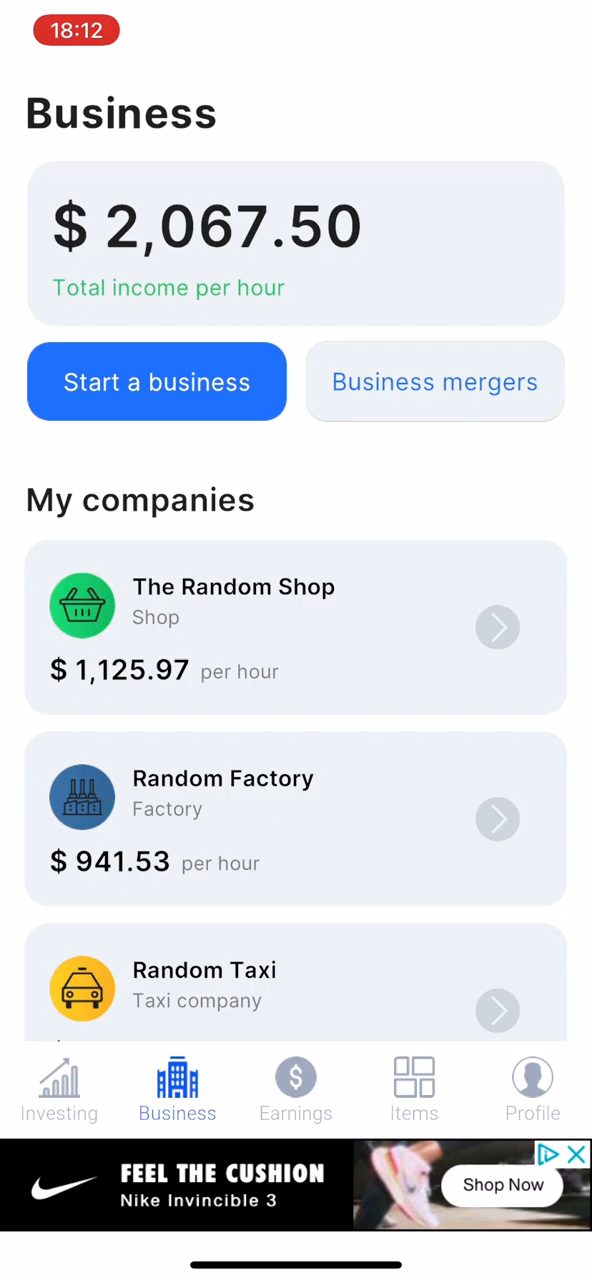 18:12
Business
$ 2,067.50
Total income per hour
Start a business
Business mergers
My companies
The Random Shop
Shop
$ 1,125.97 per hour
Random Factory
Factory
$ 941.53 per hour
Random Taxi
Taxi company
Investing
Business
Earnings
Items
Profile
FEEL THE CUSHION
Nike Invincible 3
Shop Now